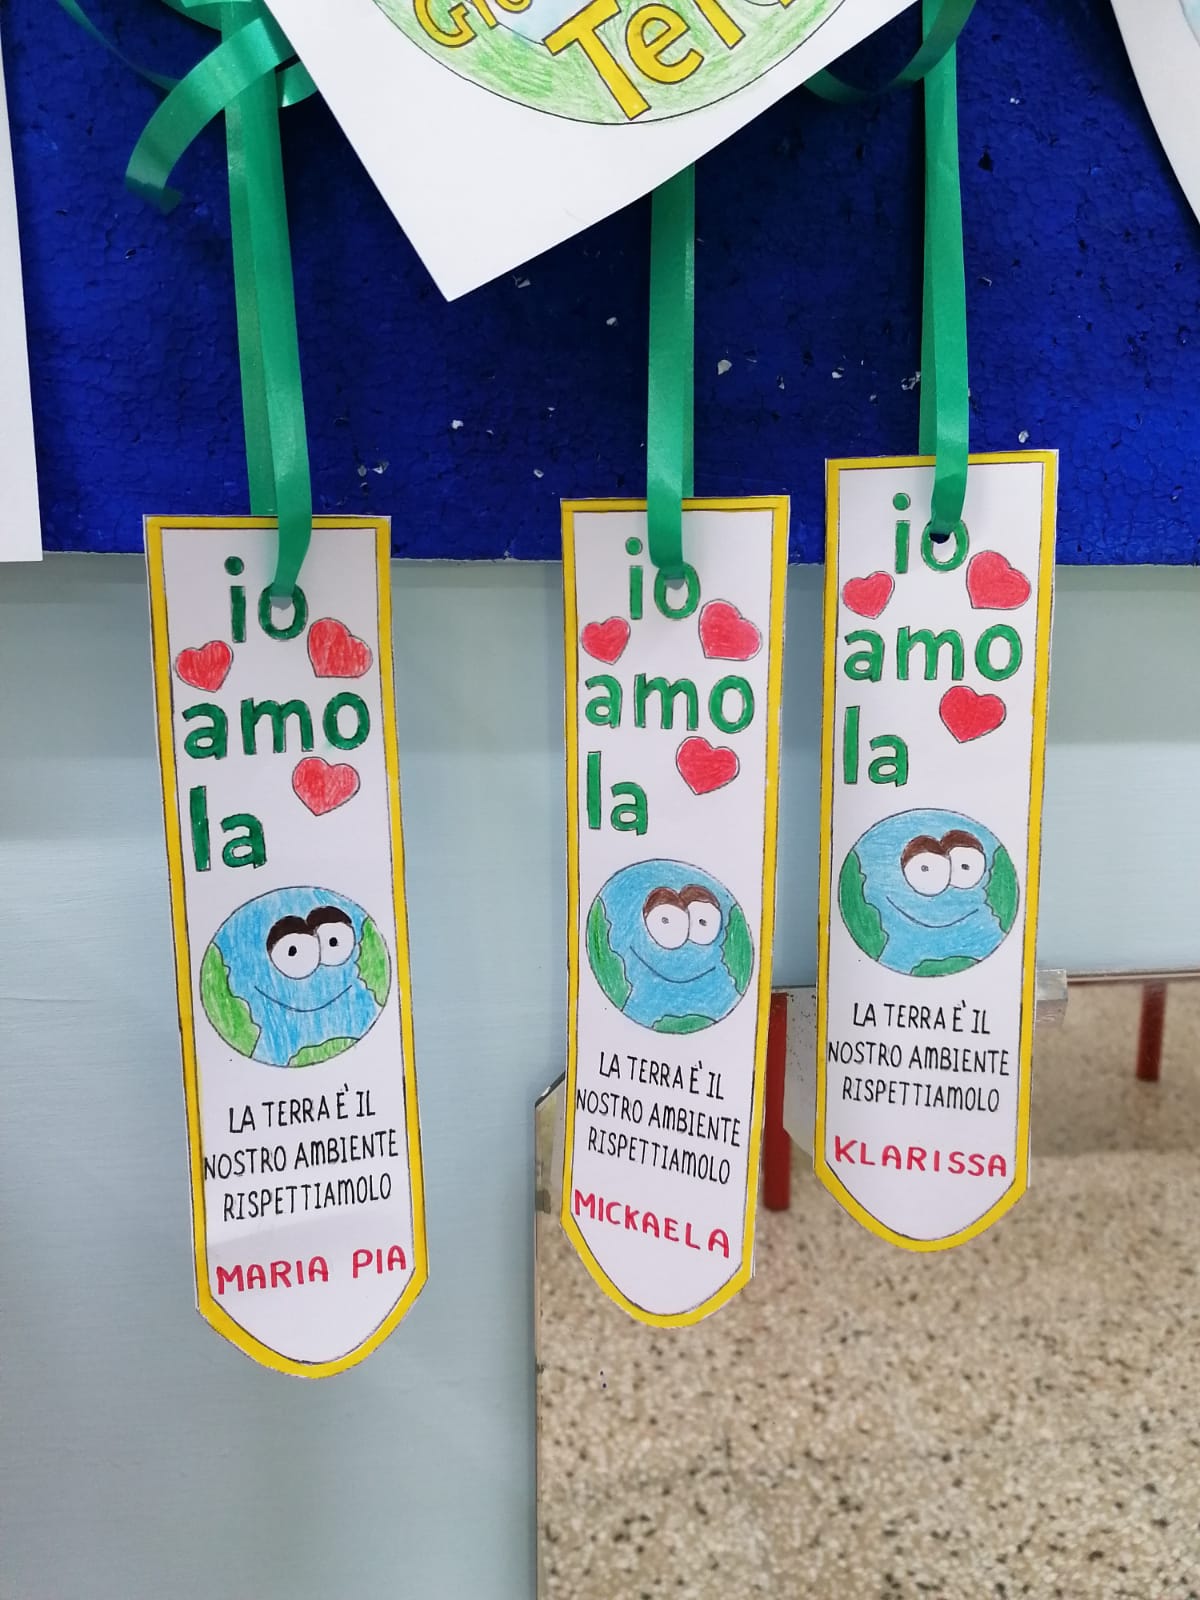 Ter
io
amo
la
LA TERRA È IL
NOSTRO AMBIENTE
RISPETTIAMOLO
MARIA PIA
io
amo
la
LA TERRA È IL
NOSTRO AMBIENTE
RISPETTIAMOLO
MICKAELA
io
amo
la
LA TERRA È IL
NOSTRO AMBIENTE
RISPETTIAMOLO
KLARISSA